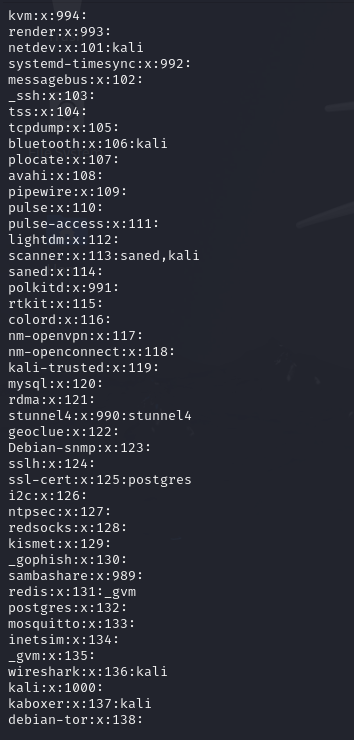 kvm:x:994:
render:x:993:
netdev:x:101:kali
systemd-timesync:x:992:
messagebus:x:102:
_ssh:x:103:
tss:x:104:
tcpdump:x:105:
bluetooth:x:106:kali
plocate:x:107:
avahi:x:108:
pipewire:x:109:
pulse:x:110:
pulse-access:x:111:
lightdm:x:112:
scanner:x:113:saned,kali
saned:x:114:
polkitd:x:991:
rtkit:x:115:
colord:x:116:
nm-openvpn:x:117:
nm-openconnect:x:118:
kali-trusted:x:119:
mysql:x:120:
rdma:x:121:
stunnel4:x:990:stunnel4
geoclue:x:122:
Debian-snmp:x:123:
sslh:x:124:
ssl-cert:x:125:postgres
i2c:x:126:
ntpsec:x:127:
redsocks:x:128:
kismet:x:129:
_gophish:x:130:
sambashare:x:989:
redis:x:131:_gvm
postgres:x:132:
mosquitto:x:133:
inetsim:x:134:
_gvm:x:135:
wireshark:x:136:kali
kali:x:1000:
kaboxer:x:137:kali
debian-tor:x:138: